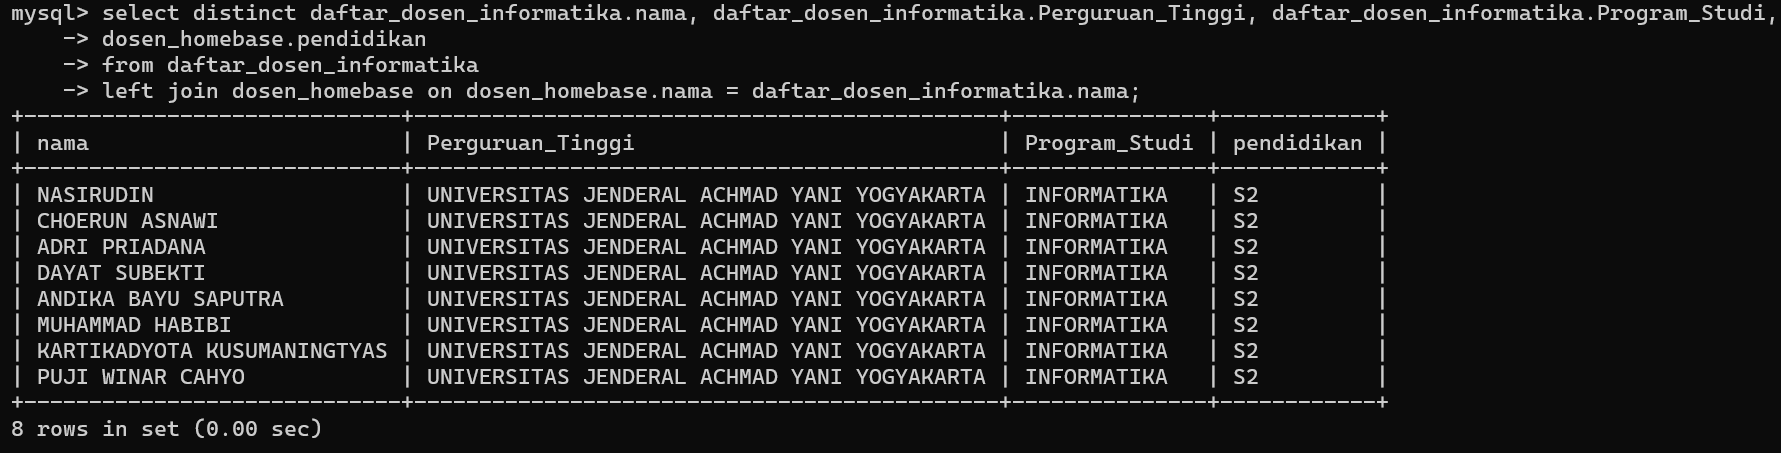 mysql> select distinct daftar_dosen_informatika.nama, daftar_dosen_informatika.Perguruan_Tinggi, daftar_dosen_informatika.Program_Studi,
    -> dosen_homebase.pendidikan
    -> from daftar_dosen_informatika
    -> left join dosen_homebase on dosen_homebase.nama = daftar_dosen_informatika.nama;
+-----------------------------+---------------------------------------------+---------------+------------+
| nama                        | Perguruan_Tinggi                            | Program_Studi | pendidikan |
+-----------------------------+---------------------------------------------+---------------+------------+
| NASIRUDIN                   | UNIVERSITAS JENDERAL ACHMAD YANI YOGYAKARTA | INFORMATIKA   | S2         |
| CHOERUN ASNAWI              | UNIVERSITAS JENDERAL ACHMAD YANI YOGYAKARTA | INFORMATIKA   | S2         |
| ADRI PRIADANA               | UNIVERSITAS JENDERAL ACHMAD YANI YOGYAKARTA | INFORMATIKA   | S2         |
| DAYAT SUBEKTI               | UNIVERSITAS JENDERAL ACHMAD YANI YOGYAKARTA | INFORMATIKA   | S2         |
| ANDIKA BAYU SAPUTRA         | UNIVERSITAS JENDERAL ACHMAD YANI YOGYAKARTA | INFORMATIKA   | S2         |
| MUHAMMAD HABIBI             | UNIVERSITAS JENDERAL ACHMAD YANI YOGYAKARTA | INFORMATIKA   | S2         |
| KARTIKADYOTA KUSUMANINGTYAS | UNIVERSITAS JENDERAL ACHMAD YANI YOGYAKARTA | INFORMATIKA   | S2         |
| PUJI WINAR CAHYO            | UNIVERSITAS JENDERAL ACHMAD YANI YOGYAKARTA | INFORMATIKA   | S2         |
+-----------------------------+---------------------------------------------+---------------+------------+
8 rows in set (0.00 sec)